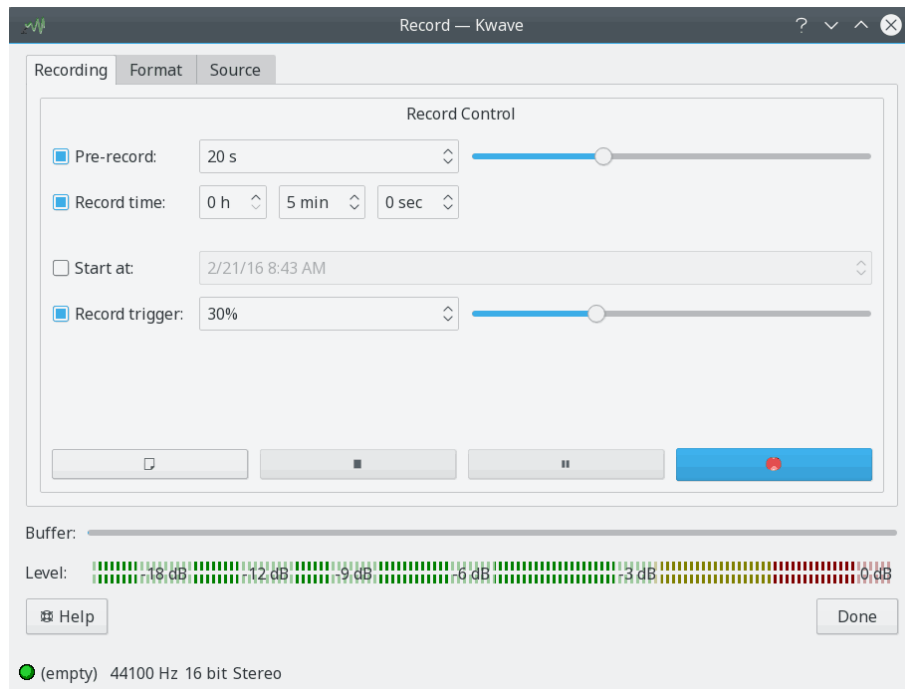 Record — Kwave
Recording Format Source
Record Control
Pre-record: 20 s
Record time: 0 h 5 min 0 sec
Start at: 2/21/16 8:43 AM
Record trigger: 30%
Buffer:
Level: -18 dB -12 dB -9 dB -6 dB -3 dB 0 dB
Help Done
(empty) 44100 Hz 16 bit Stereo